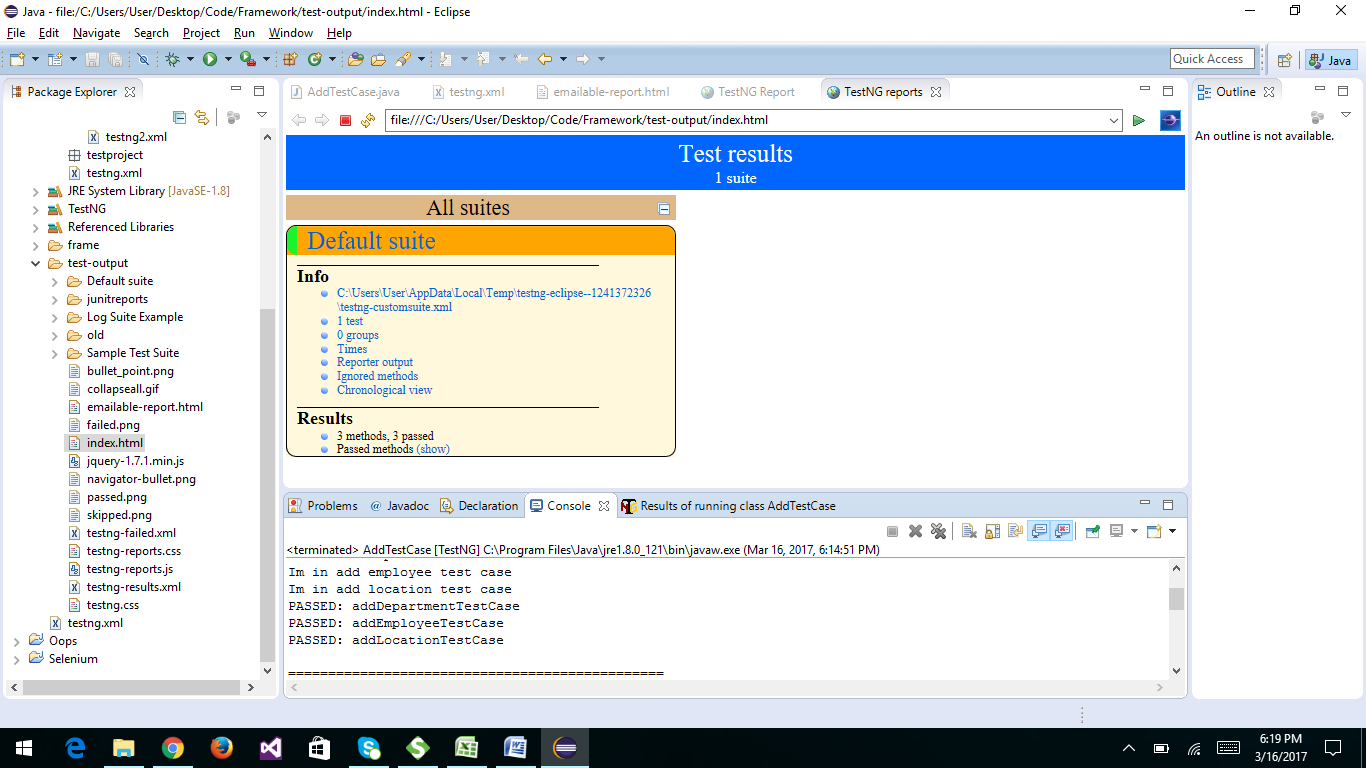 Java - file:/C:/Users/User/Desktop/Code/Framework/test-output/index.html - Eclipse
File Edit Navigate Search Project Run Window Help
Quick Access
Java
Package Explorer
testng2.xml
testproject
testng.xml
JRE System Library [JavaSE-1.8]
TestNG
Referenced Libraries
frame
test-output
Default suite
junitreports
Log Suite Example
old
Sample Test Suite
bullet_point.png
collapseall.gif
emailable-report.html
failed.png
index.html
jquery-1.7.1.min.js
navigator-bullet.png
passed.png
skipped.png
testng-failed.xml
testng-reports.css
testng-reports.js
testng-results.xml
testng.css
testng.xml
Oops
Selenium
AddTestCase.java testng.xml emailable-report.html TestNG Report TestNG reports
file:///C:/Users/User/Desktop/Code/Framework/test-output/index.html
Test results
1 suite
All suites
Default suite
Info
C:\Users\User\AppData\Local\Temp\testng-eclipse--1241372326
\testng-customsuite.xml
1 test
0 groups
Times
Reporter output
Ignored methods
Chronological view
Results
3 methods, 3 passed
Passed methods (show)
Outline
An outline is not available.
Problems @ Javadoc Declaration Console Results of running class AddTestCase
<terminated> AddTestCase [TestNG] C:\Program Files\Java\jre1.8.0_121\bin\javaw.exe (Mar 16, 2017, 6:14:51 PM)
Im in add employee test case
Im in add location test case
PASSED: addDepartmentTestCase
PASSED: addEmployeeTestCase
PASSED: addLocationTestCase
===============================================
6:19 PM
3/16/2017